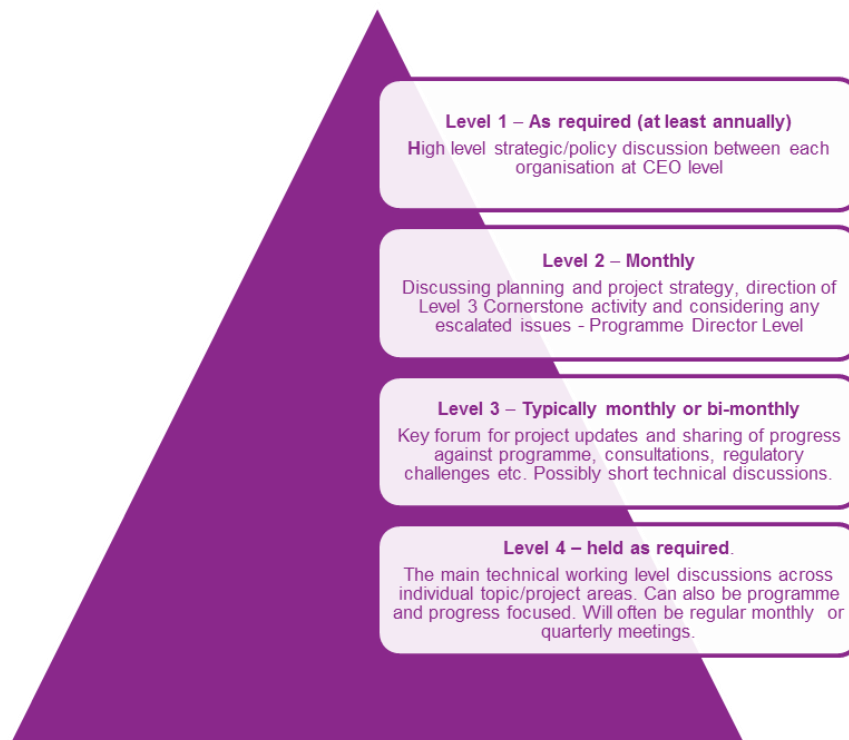 Level 1 – As required (at least annually)
High level strategic/policy discussion between each
organisation at CEO level
Level 2 – Monthly
Discussing planning and project strategy, direction of
Level 3 Cornerstone activity and considering any
escalated issues - Programme Director Level
Level 3 – Typically monthly or bi-monthly
Key forum for project updates and sharing of progress
against programme, consultations, regulatory
challenges etc. Possibly short technical discussions.
Level 4 – held as required.
The main technical working level discussions across
individual topic/project areas. Can also be programme
and progress focused. Will often be regular monthly or
quarterly meetings.